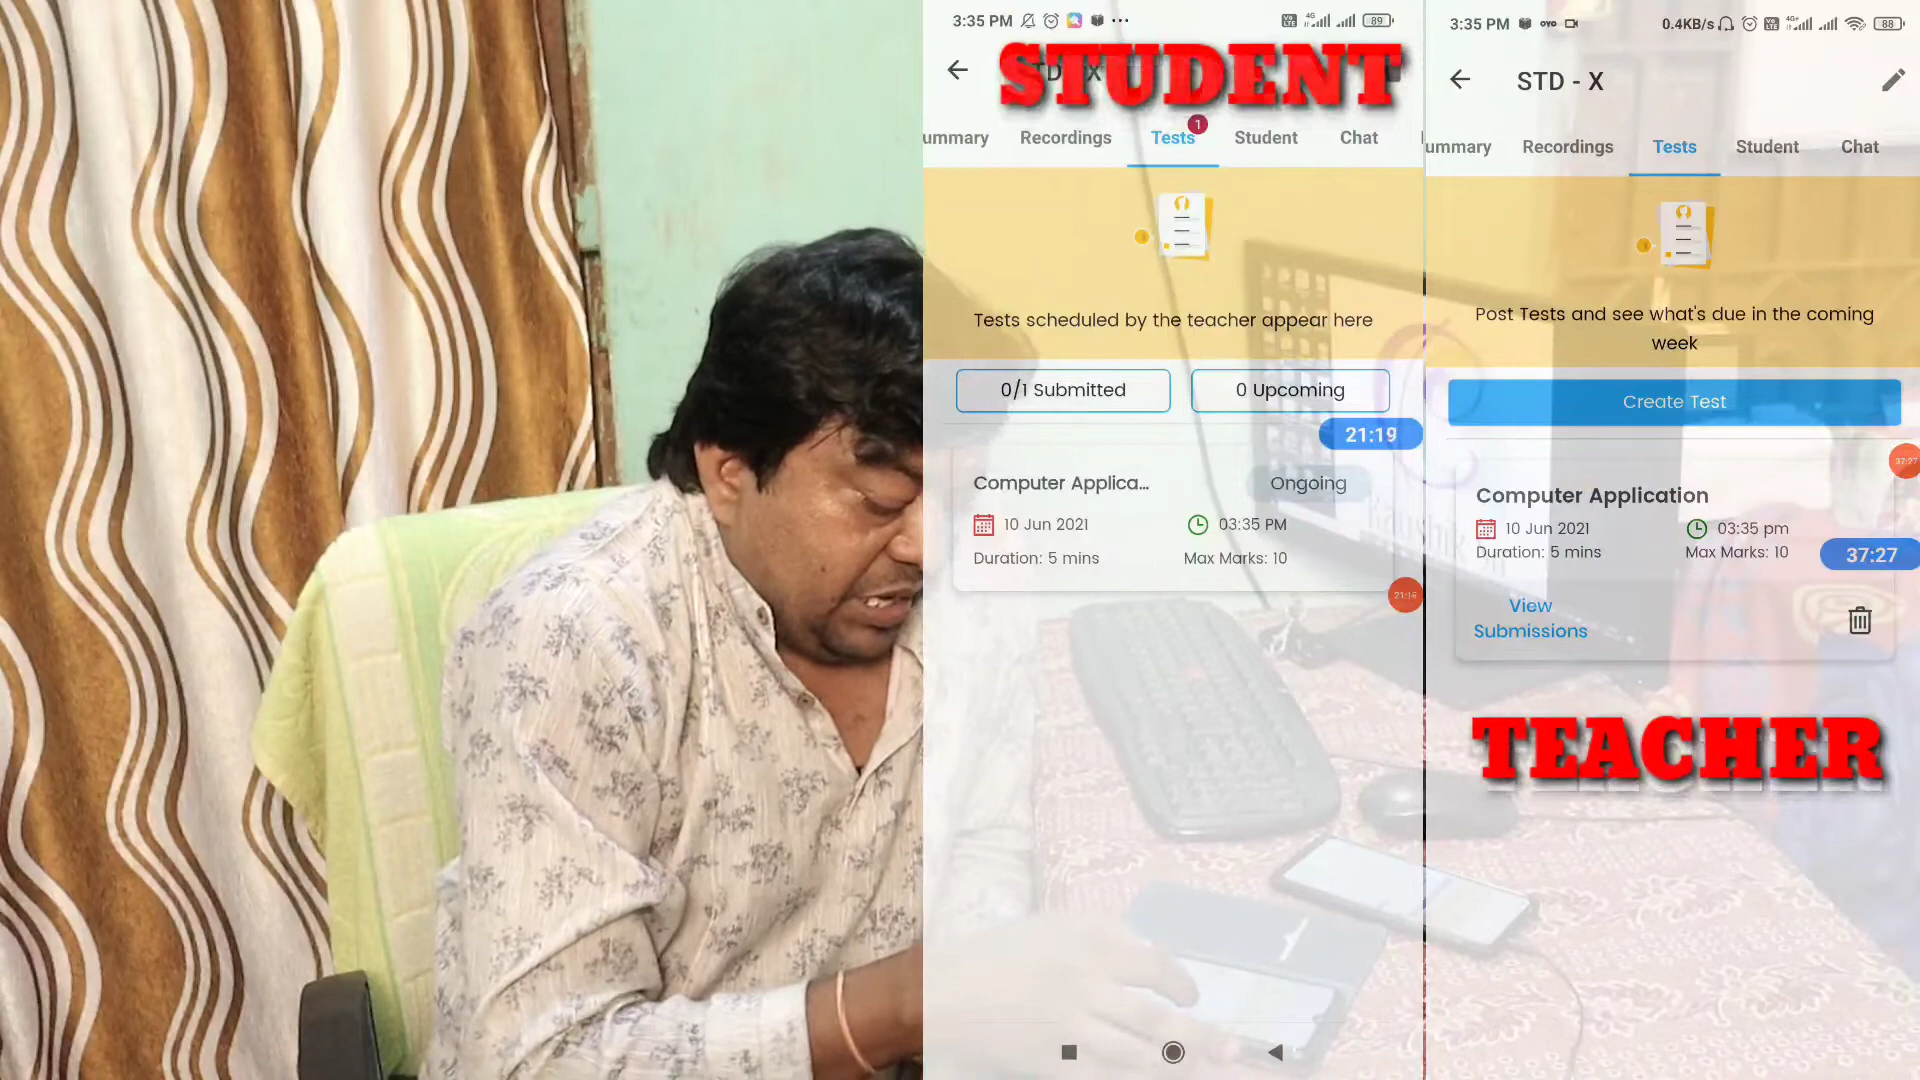 3:35 PM
89
STUDENT
ummary Recordings Tests 1 Student Chat
Tests scheduled by the teacher appear here
0/1 Submitted 0 Upcoming
21:19
Computer Applica... Ongoing
10 Jun 2021 03:35 PM
Duration: 5 mins Max Marks: 10
3:35 PM
0.4KB/s
88
STD - X
ummary Recordings Tests Student Chat
Post Tests and see what's due in the coming
week
Create Test
37:27
Computer Application
10 Jun 2021 03:35 pm
Duration: 5 mins Max Marks: 10
37:27
View
Submissions
TEACHER